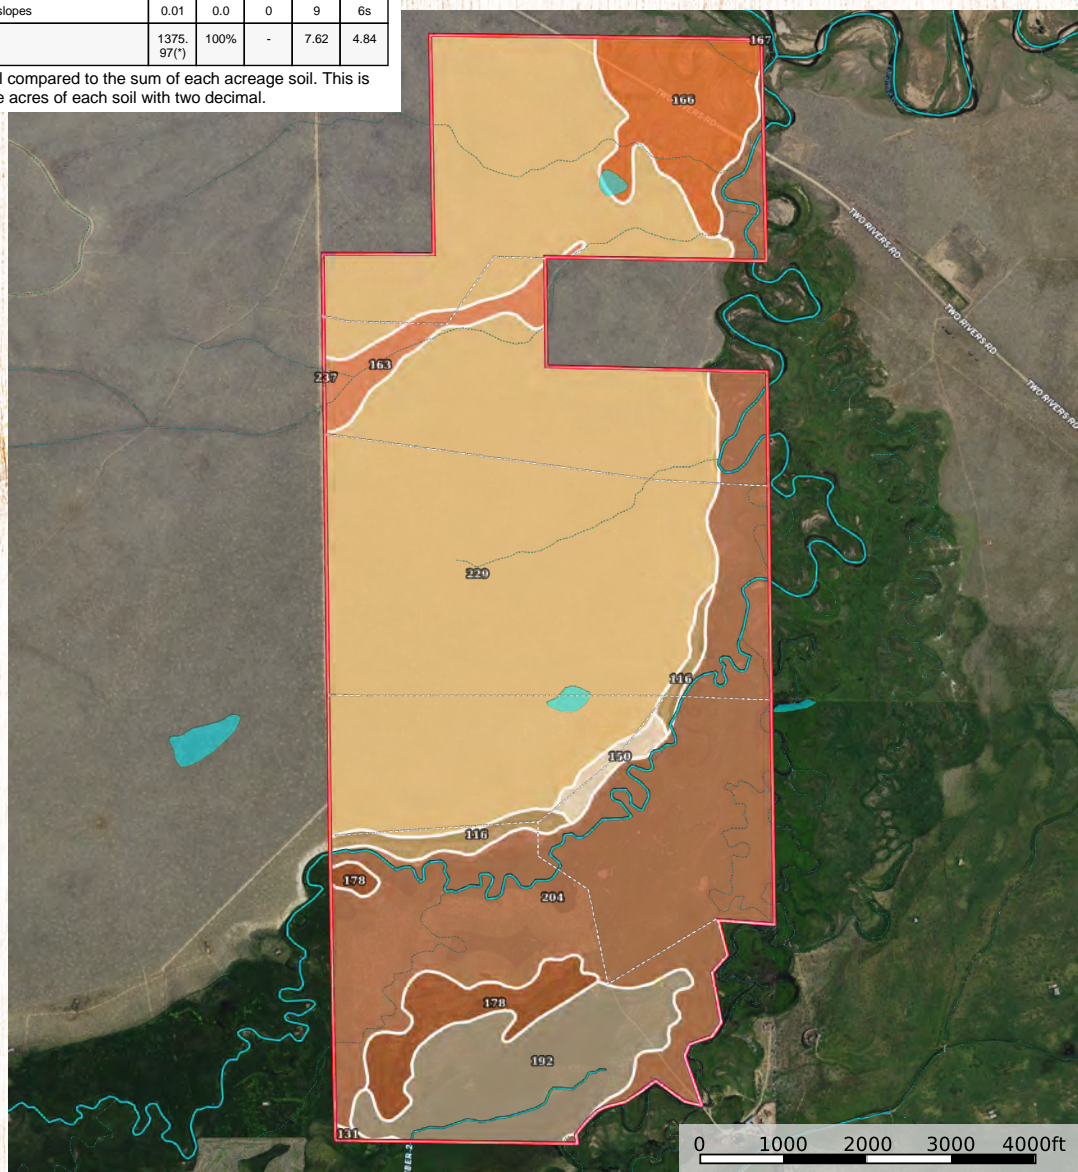 slopes 0.01 0.0 0 9 6s
1375.97(*) 100% - 7.62 4.84
l compared to the sum of each acreage soil. This is
e acres of each soil with two decimal.
167
166
TWO RIVERS RD
TWO RIVERS RD
TWO RIVERS RD
TWO RIVERS RD
163
237
220
116
150
116
178
204
178
192
131
BER 2
0 1000 2000 3000 4000ft